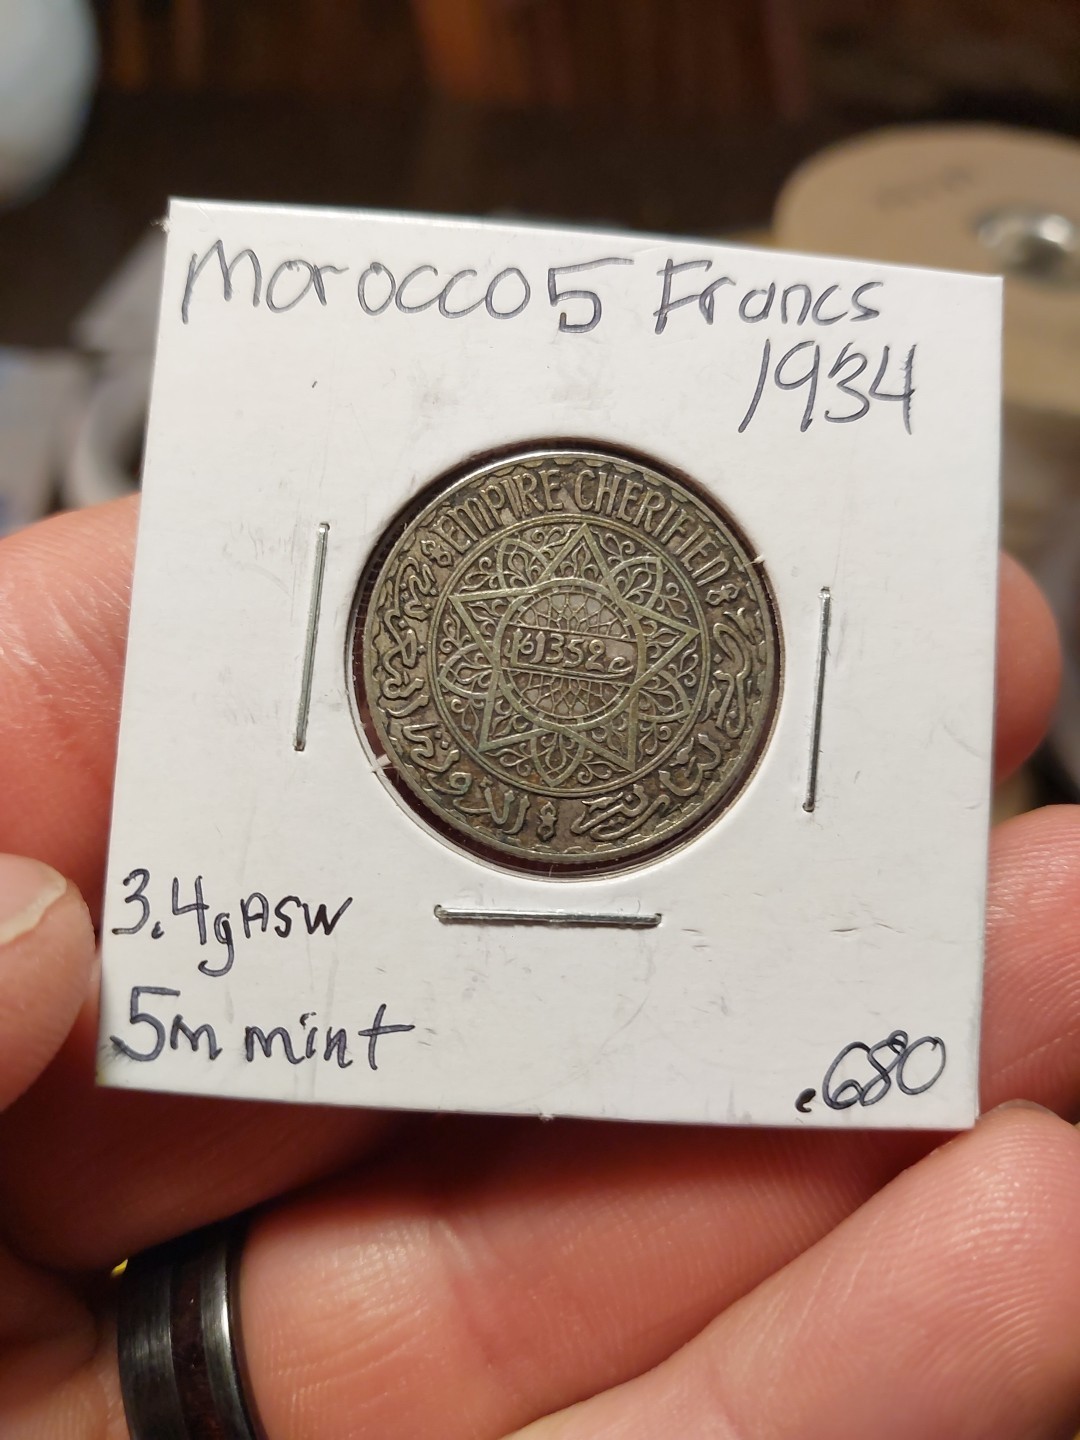 Morocco 5 Francs
1934
EMPIRE CHERIFIEN
1352
3.4g ASW
5m mint
.680